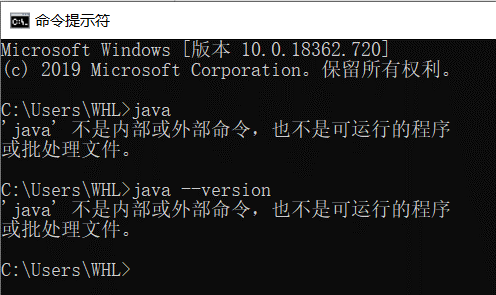 命令提示符
Microsoft Windows [版本 10.0.18362.720]
(c) 2019 Microsoft Corporation。保留所有权利。
C:\Users\WHL>java
'java' 不是内部或外部命令，也不是可运行的程序
或批处理文件。
C:\Users\WHL>java --version
'java' 不是内部或外部命令，也不是可运行的程序
或批处理文件。
C:\Users\WHL>